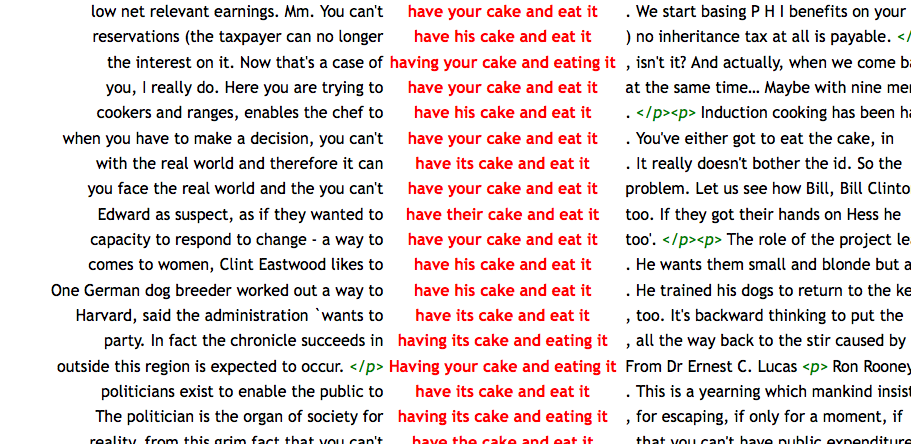 low net relevant earnings. Mm. You can't have your cake and eat it . We start basing P H I benefits on your
reservations (the taxpayer can no longer have his cake and eat it ) no inheritance tax at all is payable. </
the interest on it. Now that's a case of having your cake and eating it , isn't it? And actually, when we come b
you, I really do. Here you are trying to have your cake and eat it at the same time... Maybe with nine me
cookers and ranges, enables the chef to have his cake and eat it . </p><p> Induction cooking has been h
when you have to make a decision, you can't have your cake and eat it . You've either got to eat the cake, in
with the real world and therefore it can have its cake and eat it . It really doesn't bother the id. So the
you face the real world and the you can't have your cake and eat it problem. Let us see how Bill, Bill Clinto
Edward as suspect, as if they wanted to have their cake and eat it too. If they got their hands on Hess he
capacity to respond to change - a way to have your cake and eat it too'. </p><p> The role of the project le
comes to women, Clint Eastwood likes to have his cake and eat it . He wants them small and blonde but a
One German dog breeder worked out a way to have his cake and eat it . He trained his dogs to return to the ke
Harvard, said the administration `wants to have its cake and eat it , too. It's backward thinking to put the
party. In fact the chronicle succeeds in having its cake and eating it , all the way back to the stir caused by
outside this region is expected to occur. </p> Having your cake and eating it From Dr Ernest C. Lucas <p> Ron Rooney
politicians exist to enable the public to have its cake and eat it . This is a yearning which mankind insist
The politician is the organ of society for having its cake and eating it , for escaping, if only for a moment, if
reality, from this grim fact that you can't have the cake and eat it , that you can't have public expenditure